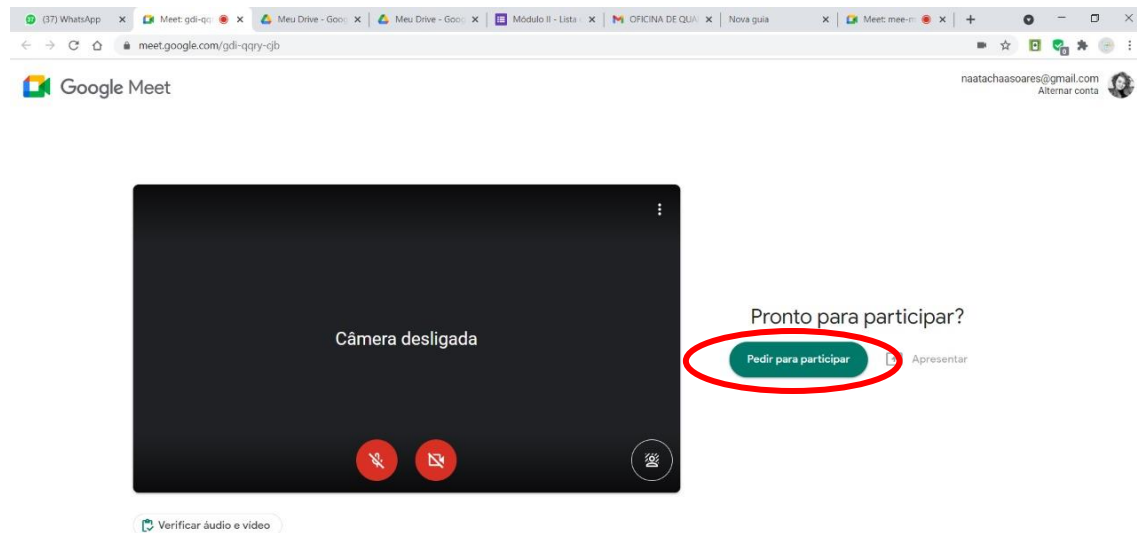 (37) WhatsApp
Meet: gdi-qq
Meu Drive - Goog
Meu Drive - Goog
Módulo II - Lista
OFICINA DE QUA
Nova guia
Meet: mee-m
meet.google.com/gdi-qqry-cjb
Google Meet
naatachaasoares@gmail.com
Alternar conta
Câmera desligada
Pronto para participar?
Pedir para participar
Apresentar
Verificar áudio e vídeo